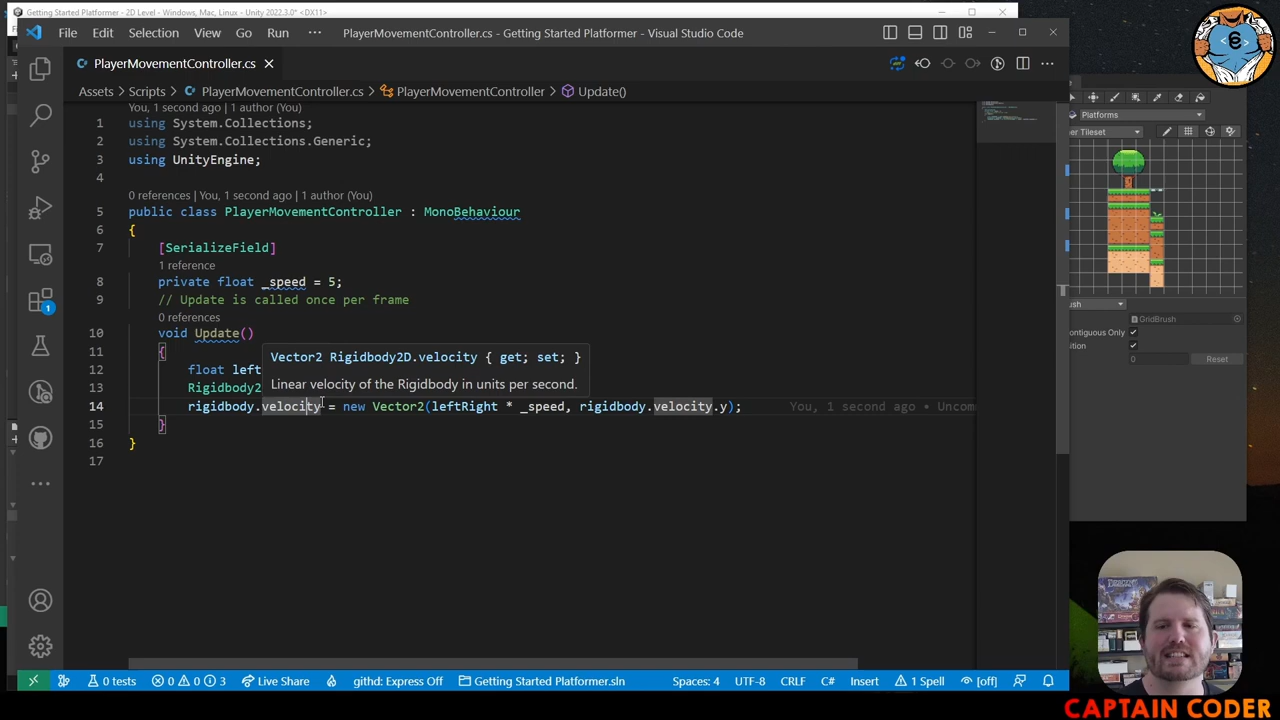 Getting Started Platformer - 2D Level - Windows, Mac, Linux - Unity 2022.3.0* <DX11>
File Edit Selection View Go Run ··· PlayerMovementController.cs - Getting Started Platformer - Visual Studio Code
PlayerMovementController.cs
Assets > Scripts > PlayerMovementController.cs > PlayerMovementController > Update()
You, 1 second ago | 1 author (You)
1 using System.Collections;
2 using System.Collections.Generic;
3 using UnityEngine;
4
0 references | You, 1 second ago | 1 author (You)
5 public class PlayerMovementController : MonoBehaviour
6 {
7 [SerializeField]
1 reference
8 private float _speed = 5;
9 // Update is called once per frame
0 references
10 void Update()
11 {
Vector2 Rigidbody2D.velocity { get; set; }
Linear velocity of the Rigidbody in units per second.
12 float left
13 Rigidbody2
14 rigidbody.velocity = new Vector2(leftRight * _speed, rigidbody.velocity.y); You, 1 second ago • Uncom
15 }
16 }
17
1
Platforms
er Tileset
ush
GridBrush
ontiguous Only
ition
0 Reset
0 tests 0 0 3 Live Share githd: Express Off Getting Started Platformer.sln Spaces: 4 UTF-8 CRLF C# Insert 1 Spell [off]
CAPTAIN CODER